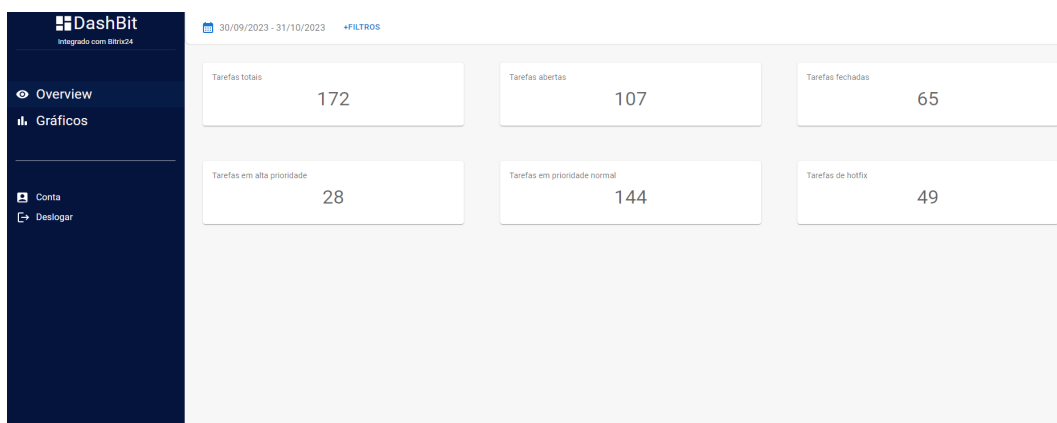 DashBit
Integrado com Bitrix24
Overview
Gráficos
Conta
Deslogar
30/09/2023 - 31/10/2023 +FILTROS
Tarefas totais
172
Tarefas abertas
107
Tarefas fechadas
65
Tarefas em alta prioridade
28
Tarefas em prioridade normal
144
Tarefas de hotfix
49